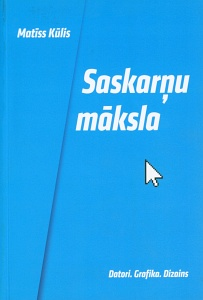 Matīss Kūlis
Saskarņu
māksla
Datori. Grafika. Dizains